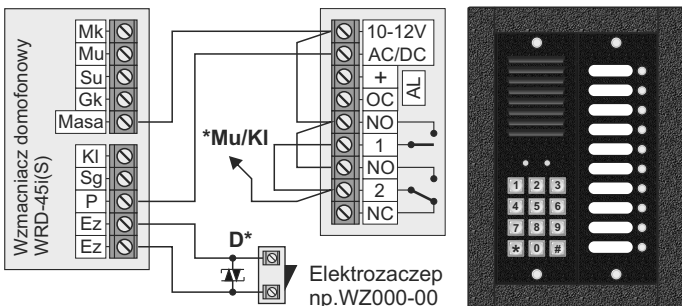 Wzmacniacz domofonowy
WRD-45i(S)
Mk
Mu
Su
Gk
Masa
Kl
Sg
P
Ez
Ez
*Mu/Kl
D*
Elektrozaczep
np.WZ000-00
10-12V
AC/DC
+
OC
AL
NO
1
NO
2
NC
1 2 3
4 5 6
7 8 9
* 0 #